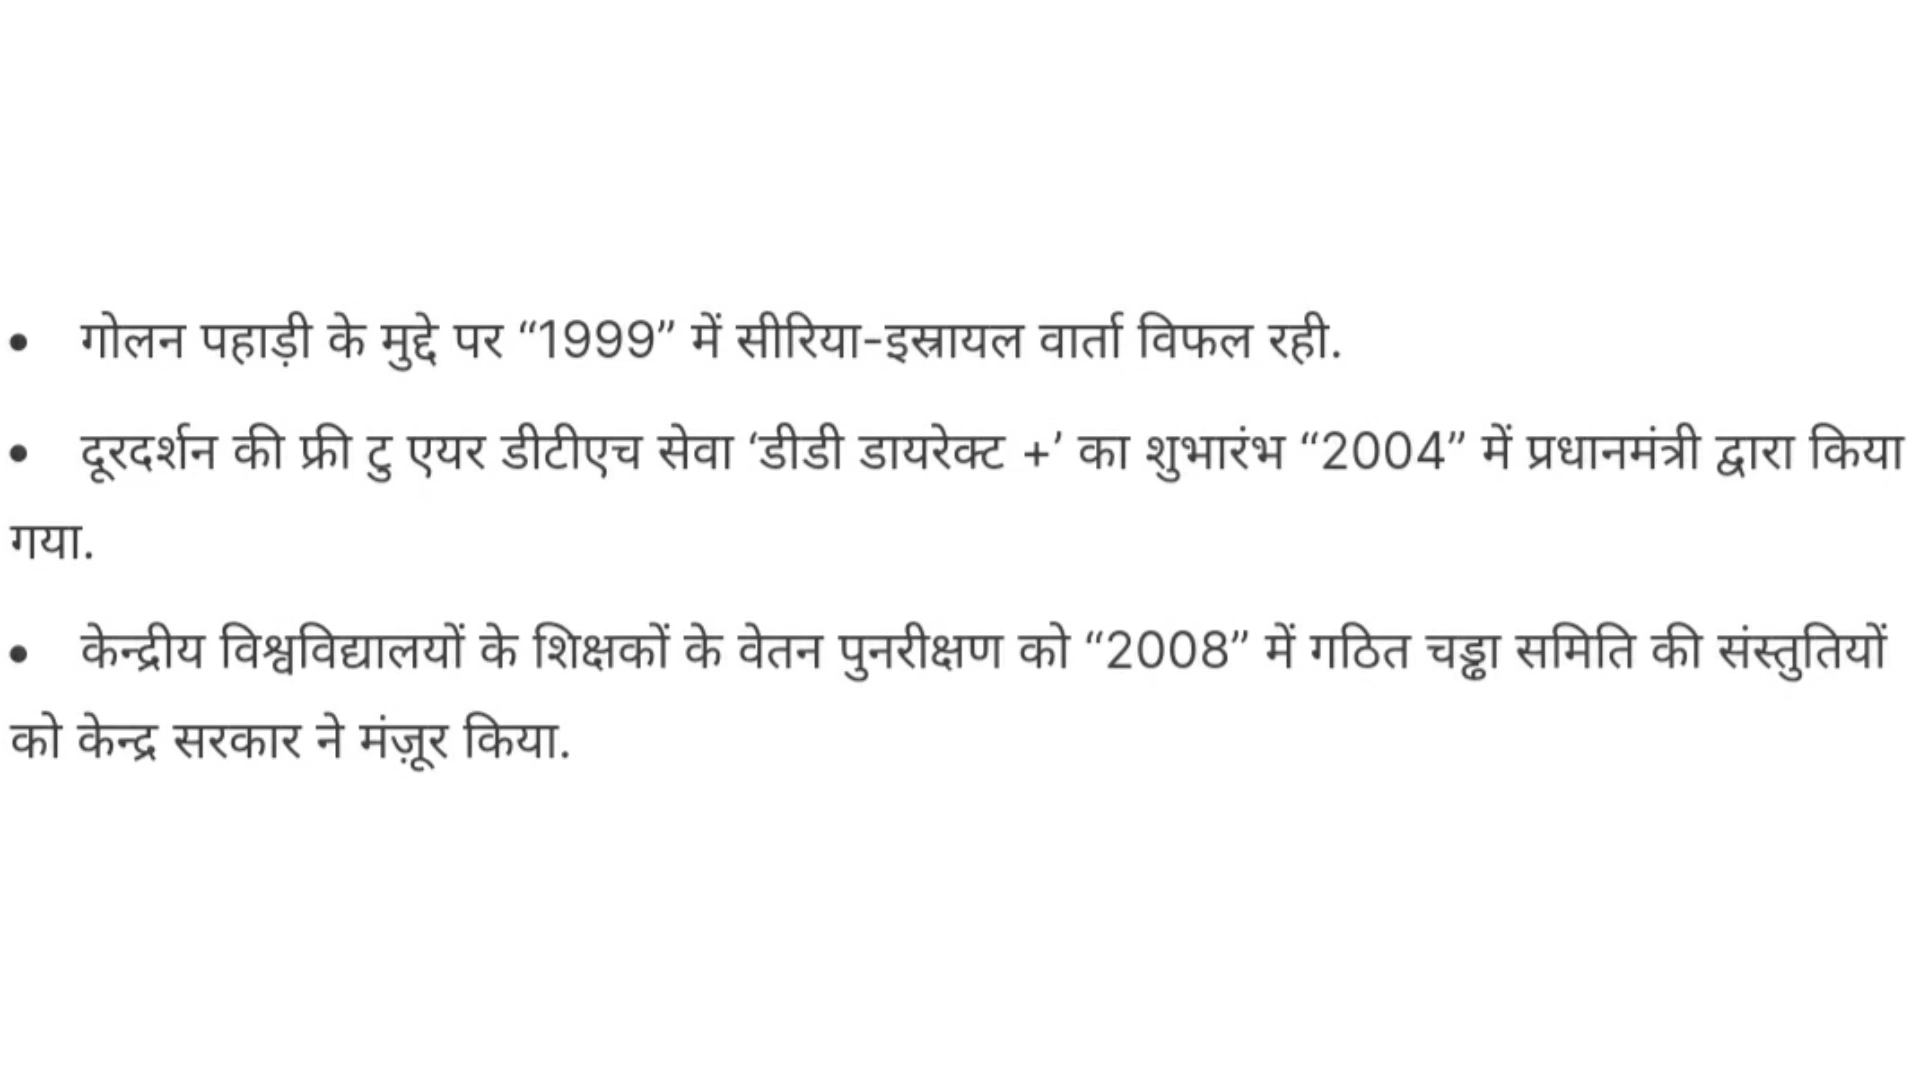 • गोलन पहाड़ी के मुद्दे पर “1999” में सीरिया-इस्रायल वार्ता विफल रही.
• दूरदर्शन की फ्री टु एयर डीटीएच सेवा ‘डीडी डायरेक्ट +’ का शुभारंभ “2004” में प्रधानमंत्री द्वारा किया
गया.
• केन्द्रीय विश्वविद्यालयों के शिक्षकों के वेतन पुनरीक्षण को “2008” में गठित चड्ढा समिति की संस्तुतियों
को केन्द्र सरकार ने मंज़ूर किया.